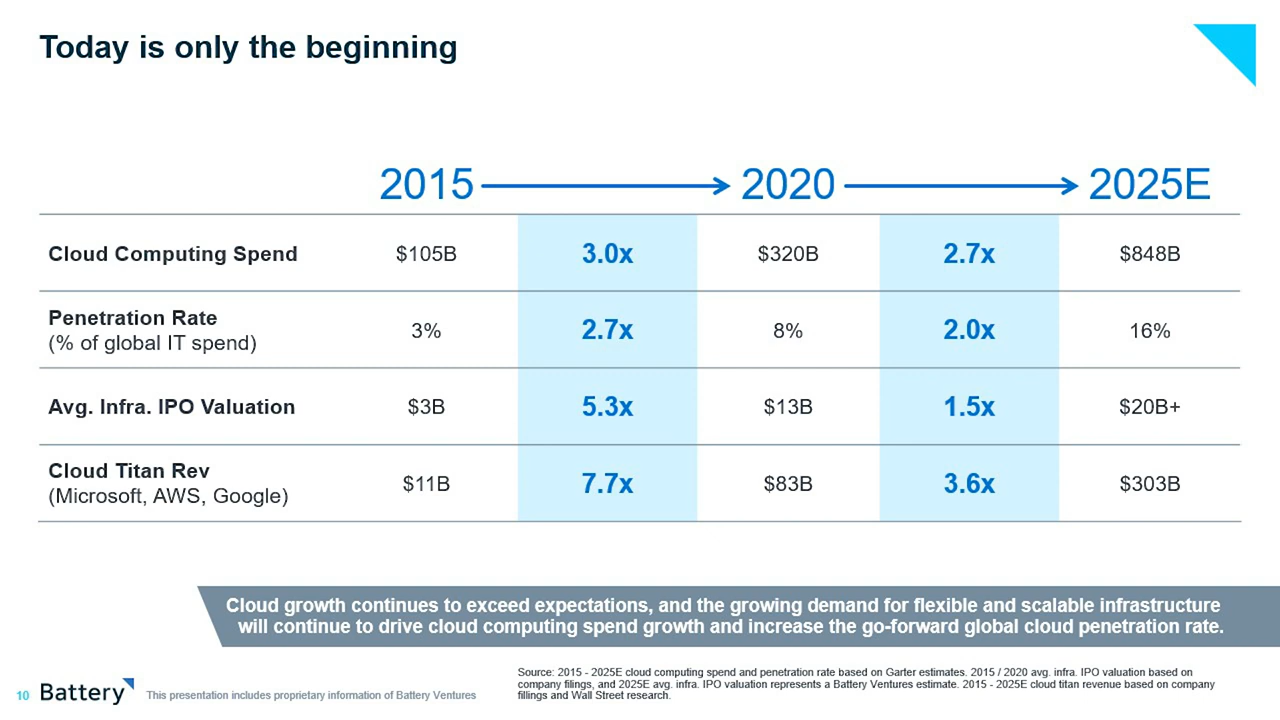 Today is only the beginning
2015 2020 2025E
Cloud Computing Spend $105B 3.0x $320B 2.7x $848B
Penetration Rate
(% of global IT spend) 3% 2.7x 8% 2.0x 16%
Avg. Infra. IPO Valuation $3B 5.3x $13B 1.5x $20B+
Cloud Titan Rev
(Microsoft, AWS, Google) $11B 7.7x $83B 3.6x $303B
Cloud growth continues to exceed expectations, and the growing demand for flexible and scalable infrastructure
will continue to drive cloud computing spend growth and increase the go-forward global cloud penetration rate.
10 Battery This presentation includes proprietary information of Battery Ventures
Source: 2015 - 2025E cloud computing spend and penetration rate based on Garter estimates. 2015 / 2020 avg. infra. IPO valuation based on
company filings, and 2025E avg. infra. IPO valuation represents a Battery Ventures estimate. 2015 - 2025E cloud titan revenue based on company
fillings and Wall Street research.